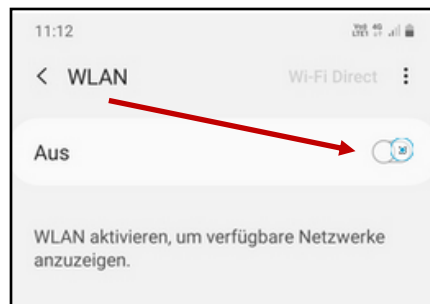 11:12
< WLAN Wi-Fi Direct
Aus
WLAN aktivieren, um verfügbare Netzwerke
anzuzeigen.